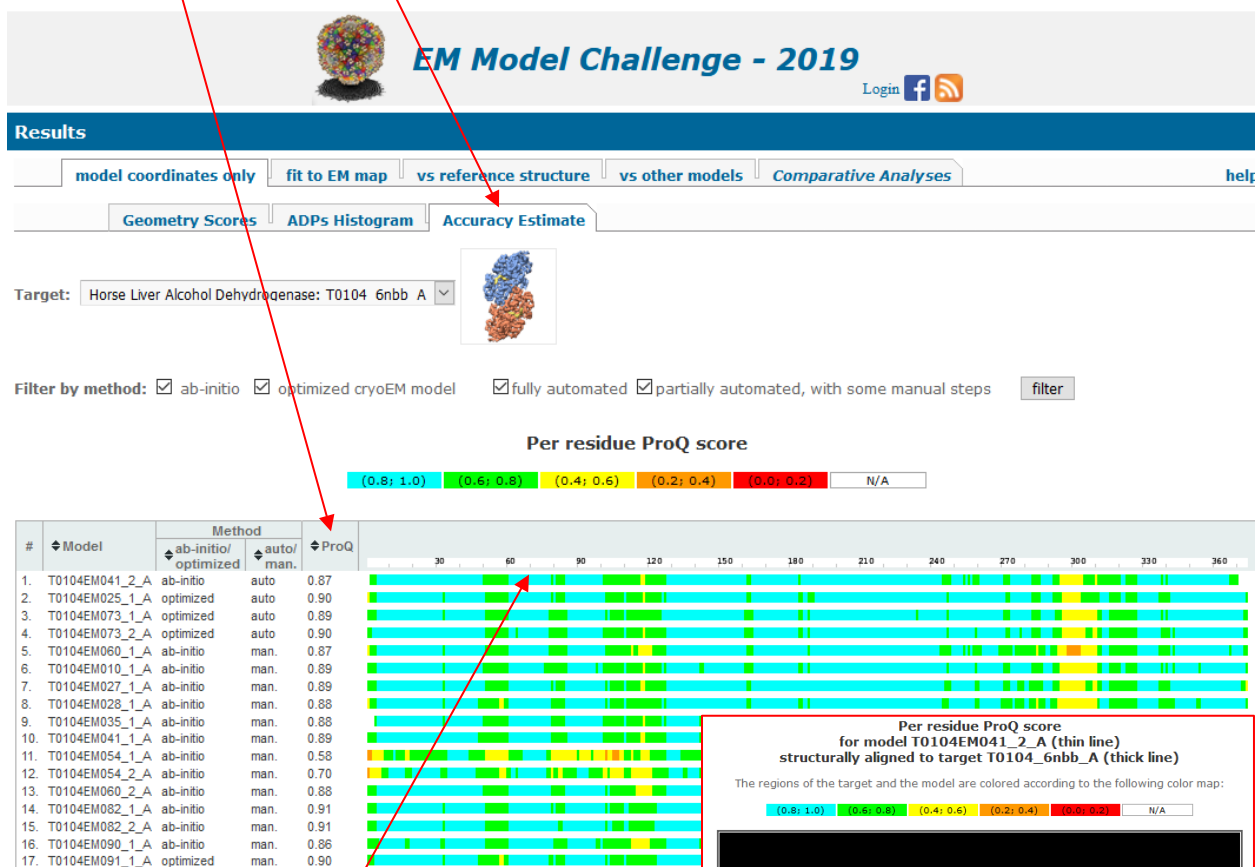 EM Model Challenge - 2019
Login
Results
model coordinates only fit to EM map vs reference structure vs other models Comparative Analyses help
Geometry Scores ADPs Histogram Accuracy Estimate
Target: Horse Liver Alcohol Dehydrogenase: T0104 6nbb A
Filter by method: ab-initio optimized cryoEM model fully automated partially automated, with some manual steps filter
Per residue ProQ score
(0.8; 1.0) (0.6; 0.8) (0.4; 0.6) (0.2; 0.4) (0.0; 0.2) N/A
Method
# Model ab-initio/ auto/ ProQ
optimized man.
30 60 90 120 150 180 210 240 270 300 330 360
1. T0104EM041_2_A ab-initio auto 0.87
2. T0104EM025_1_A optimized auto 0.90
3. T0104EM073_1_A optimized auto 0.89
4. T0104EM073_2_A optimized auto 0.90
5. T0104EM060_1_A ab-initio man. 0.87
6. T0104EM010_1_A ab-initio man. 0.89
7. T0104EM027_1_A ab-initio man. 0.89
8. T0104EM028_1_A ab-initio man. 0.88
9. T0104EM035_1_A ab-initio man. 0.88
10. T0104EM041_1_A ab-initio man. 0.89
11. T0104EM054_1_A ab-initio man. 0.58
12. T0104EM054_2_A ab-initio man. 0.70
13. T0104EM060_2_A ab-initio man. 0.88
14. T0104EM082_1_A ab-initio man. 0.91
15. T0104EM082_2_A ab-initio man. 0.91
16. T0104EM090_1_A ab-initio man. 0.86
17. T0104EM091_1_A optimized man. 0.90
Per residue ProQ score
for model T0104EM041_2_A (thin line)
structurally aligned to target T0104_6nbb_A (thick line)
The regions of the target and the model are colored according to the following color map:
(0.8; 1.0) (0.6; 0.8) (0.4; 0.6) (0.2; 0.4) (0.0; 0.2) N/A